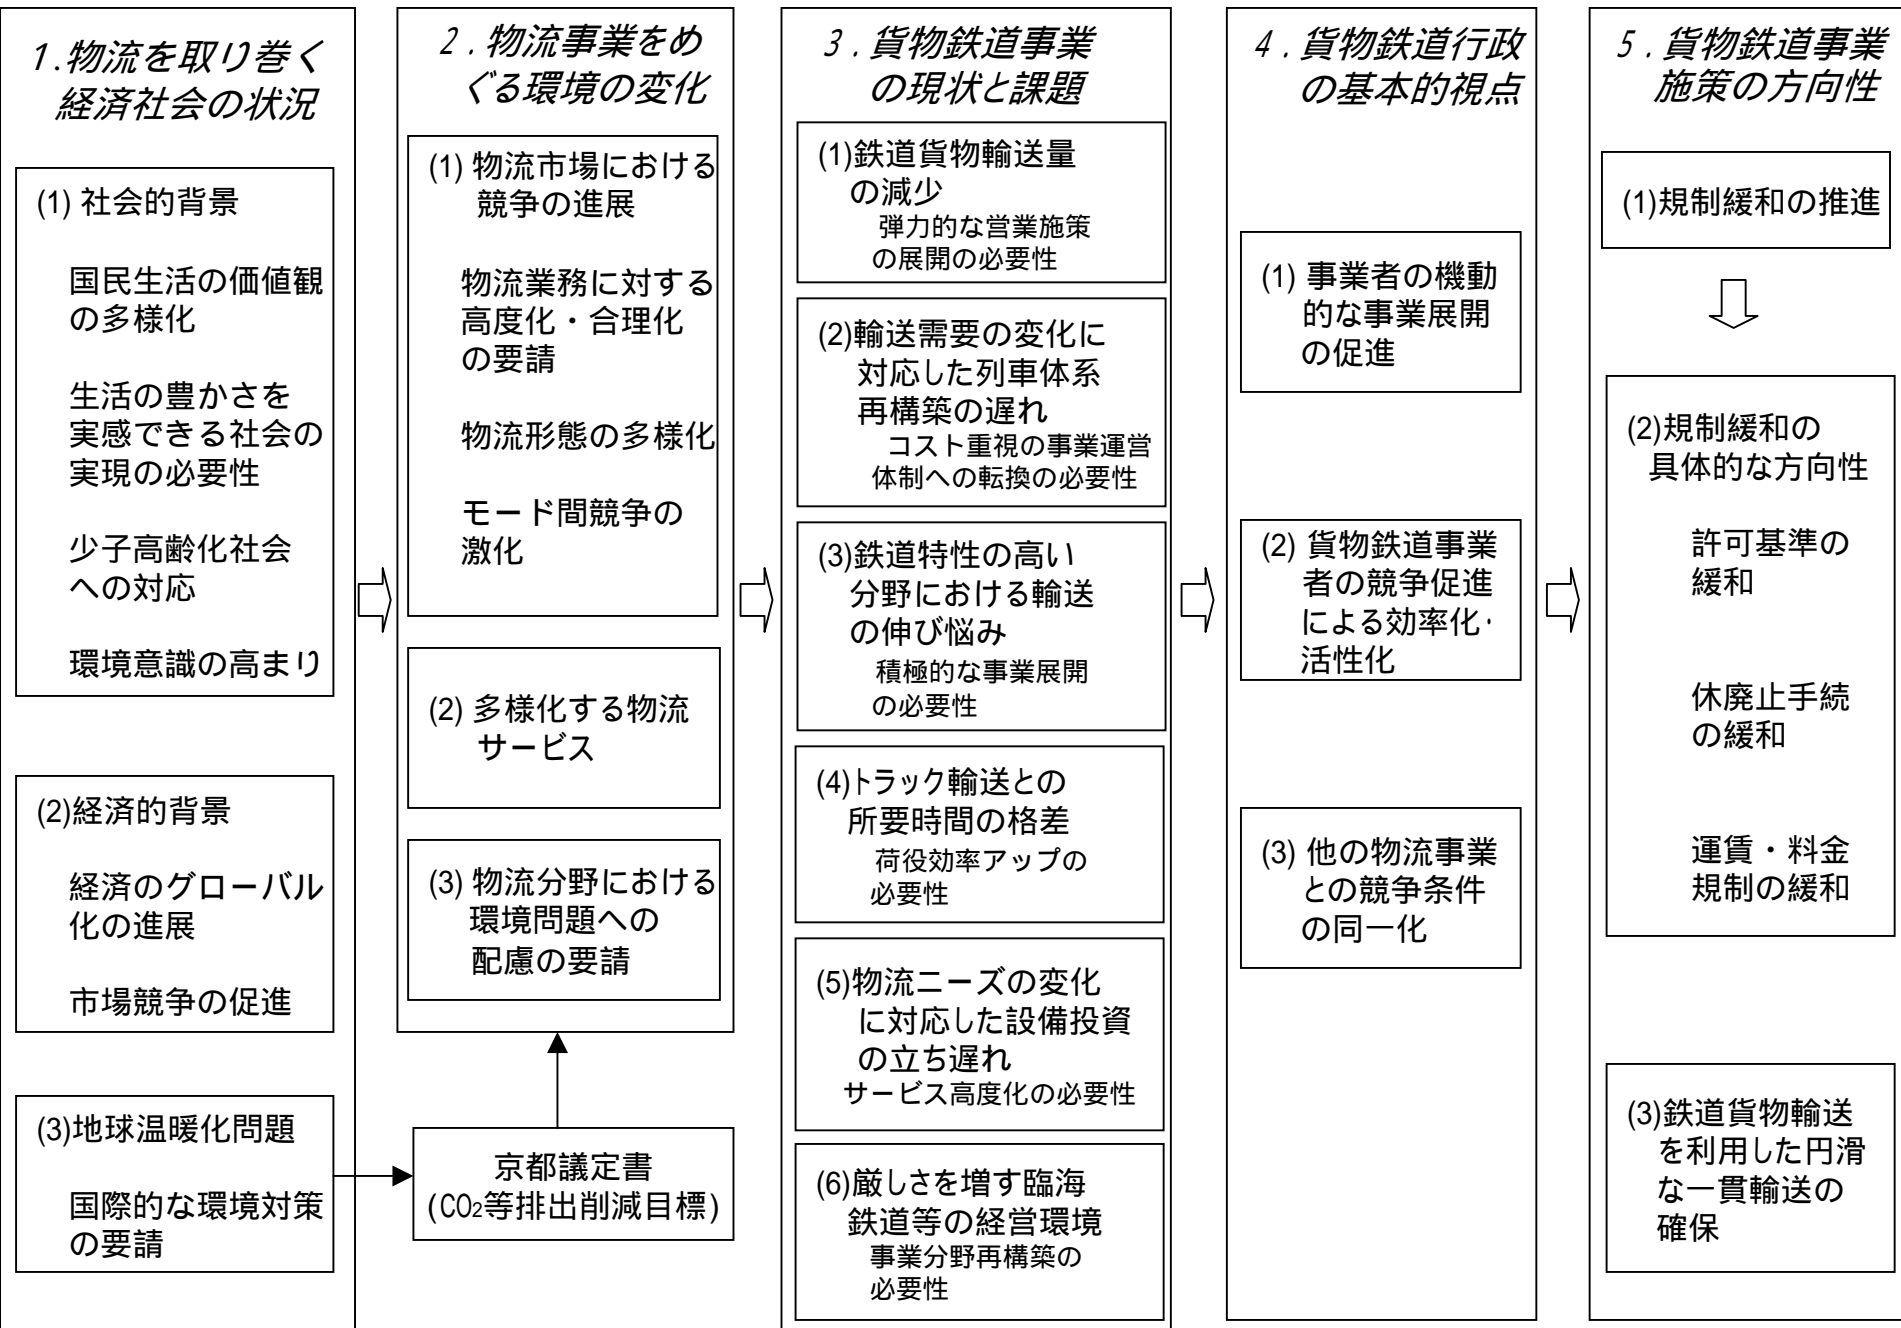 1.物流を取り巻く
経済社会の状況
(1) 社会的背景
国民生活の価値観
の多様化
生活の豊かさを
実感できる社会の
実現の必要性
少子高齢化社会
への対応
環境意識の高まり
(2)経済的背景
経済のグローバル
化の進展
市場競争の促進
(3)地球温暖化問題
国際的な環境対策
の要請
2.物流事業をめ
ぐる環境の変化
(1) 物流市場における
競争の進展
物流業務に対する
高度化・合理化
の要請
物流形態の多様化
モード間競争の
激化
(2) 多様化する物流
サービス
(3) 物流分野における
環境問題への
配慮の要請
京都議定書
(CO2等排出削減目標)
3.貨物鉄道事業
の現状と課題
(1)鉄道貨物輸送量
の減少
弾力的な営業施策
の展開の必要性
(2)輸送需要の変化に
対応した列車体系
再構築の遅れ
コスト重視の事業運営
体制への転換の必要性
(3)鉄道特性の高い
分野における輸送
の伸び悩み
積極的な事業展開
の必要性
(4)トラック輸送との
所要時間の格差
荷役効率アップの
必要性
(5)物流ニーズの変化
に対応した設備投資
の立ち遅れ
サービス高度化の必要性
(6)厳しさを増す臨海
鉄道等の経営環境
事業分野再構築の
必要性
4.貨物鉄道行政
の基本的視点
(1) 事業者の機動
的な事業展開
の促進
(2) 貨物鉄道事業
者の競争促進
による効率化・
活性化
(3) 他の物流事業
との競争条件
の同一化
5.貨物鉄道事業
施策の方向性
(1)規制緩和の推進
(2)規制緩和の
具体的な方向性
許可基準の
緩和
休廃止手続
の緩和
運賃・料金
規制の緩和
(3)鉄道貨物輸送
を利用した円滑
な一貫輸送の
確保